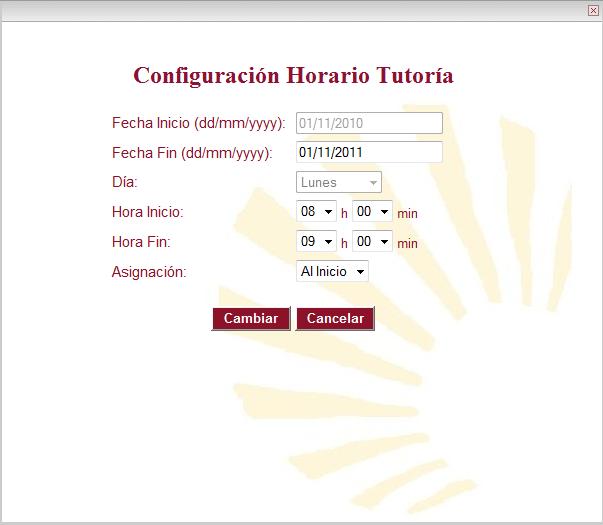 Configuración Horario Tutoría
Fecha Inicio (dd/mm/yyyy): 01/11/2010
Fecha Fin (dd/mm/yyyy): 01/11/2011
Día: Lunes
Hora Inicio: 08 h 00 min
Hora Fin: 09 h 00 min
Asignación: Al Inicio
Cambiar Cancelar